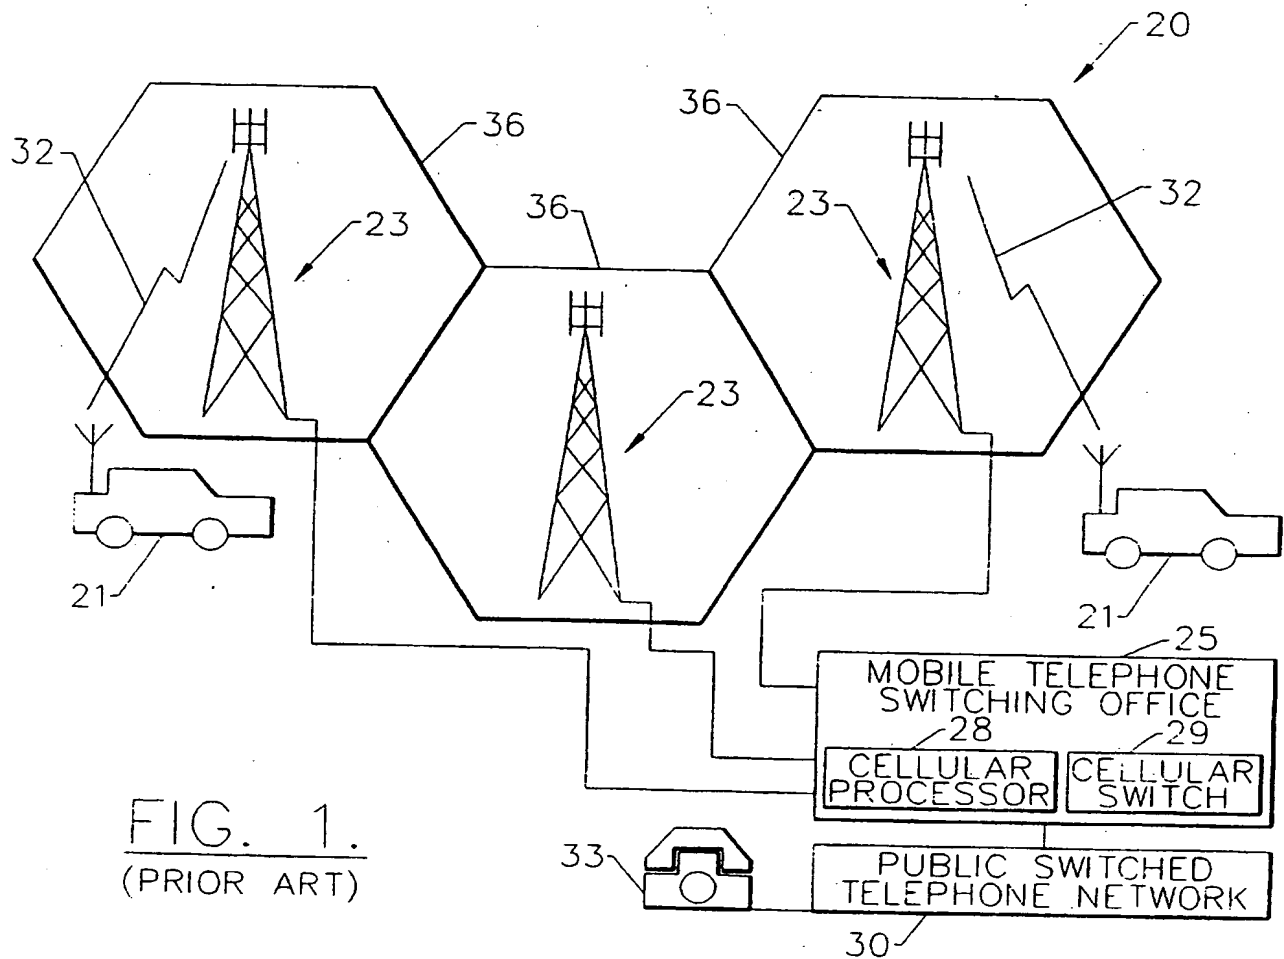 20
36
36
32
32
23
36
23
23
21
21
25
MOBILE TELEPHONE
SWITCHING OFFICE
28
29
CELLULAR
PROCESSOR
CELLULAR
SWITCH
FIG. 1.
(PRIOR ART)
33
PUBLIC SWITCHED
TELEPHONE NETWORK
30